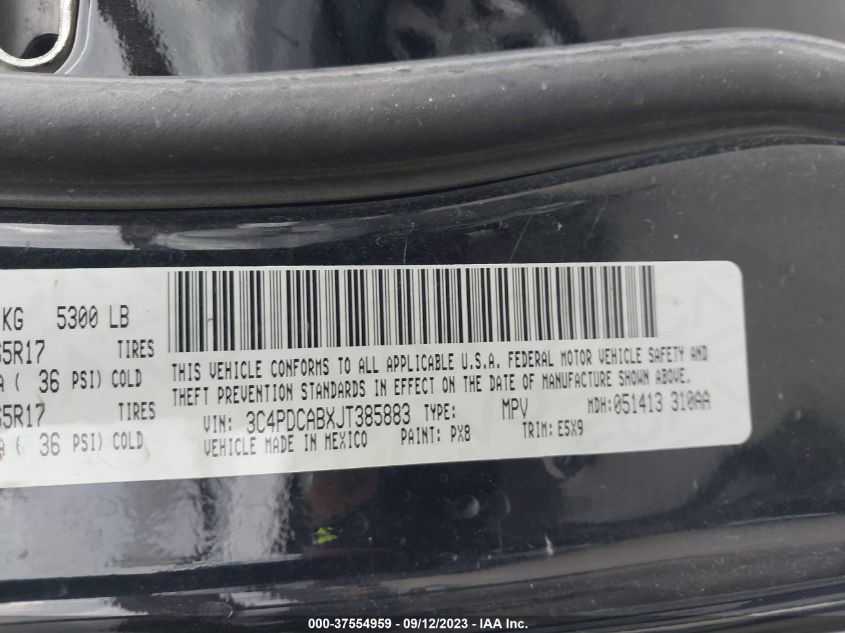 KG 5300 LB
5R17 TIRES
A ( 36 PSI) COLD
5R17 TIRES
( 36 PSI) COLD
THIS VEHICLE CONFORMS TO ALL APPLICABLE U.S.A. FEDERAL MOTOR VEHICLE SAFETY AND
THEFT PREVENTION STANDARDS IN EFFECT ON THE DATE OF MANUFACTURE SHOWN ABOVE.
VIN: 3C4PDCABXJT385883 TYPE: MPV MDH:051413 310AA
VEHICLE MADE IN MEXICO PAINT: PX8 TRIM: E5X9
000-37554959 - 09/12/2023 - IAA Inc.